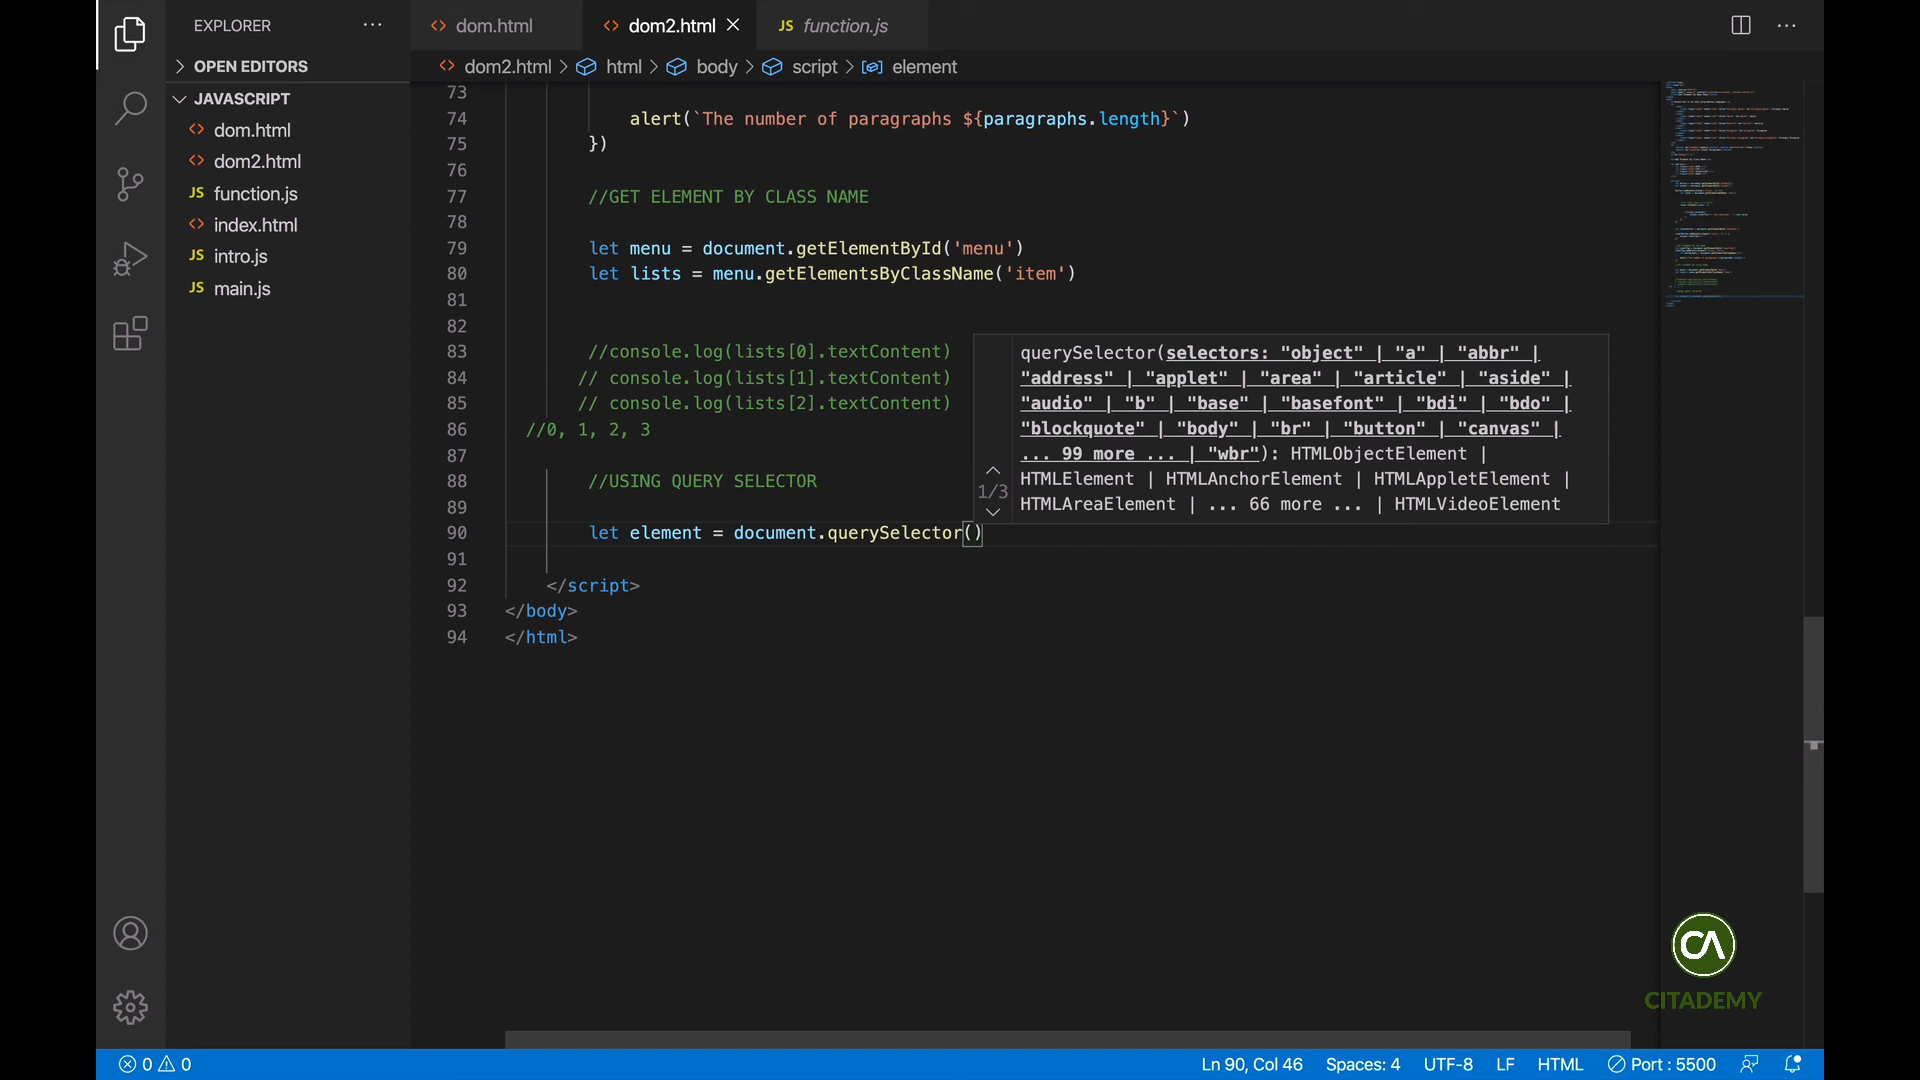 EXPLORER
dom.html
dom2.html
JS function.js
OPEN EDITORS
dom2.html > html > body > script > element
JAVASCRIPT
dom.html
dom2.html
JS function.js
index.html
JS intro.js
JS main.js
73
74 alert(`The number of paragraphs ${paragraphs.length}`)
75 })
76
77 //GET ELEMENT BY CLASS NAME
78
79 let menu = document.getElementById('menu')
80 let lists = menu.getElementsByClassName('item')
81
82
83 //console.log(lists[0].textContent)
84 // console.log(lists[1].textContent)
85 // console.log(lists[2].textContent)
86 //0, 1, 2, 3
87
88 //USING QUERY SELECTOR
89
90 let element = document.querySelector()
91
92 </script>
93 </body>
94 </html>
querySelector(selectors: "object" | "a" | "abbr" |
"address" | "applet" | "area" | "article" | "aside" |
"audio" | "b" | "base" | "basefont" | "bdi" | "bdo" |
"blockquote" | "body" | "br" | "button" | "canvas" |
... 99 more ... | "wbr"): HTMLObjectElement |
HTMLElement | HTMLAnchorElement | HTMLAppletElement |
HTMLAreaElement | ... 66 more ... | HTMLVideoElement
1/3
CA
CITADEMY
0 0
Ln 90, Col 46 Spaces: 4 UTF-8 LF HTML Port : 5500